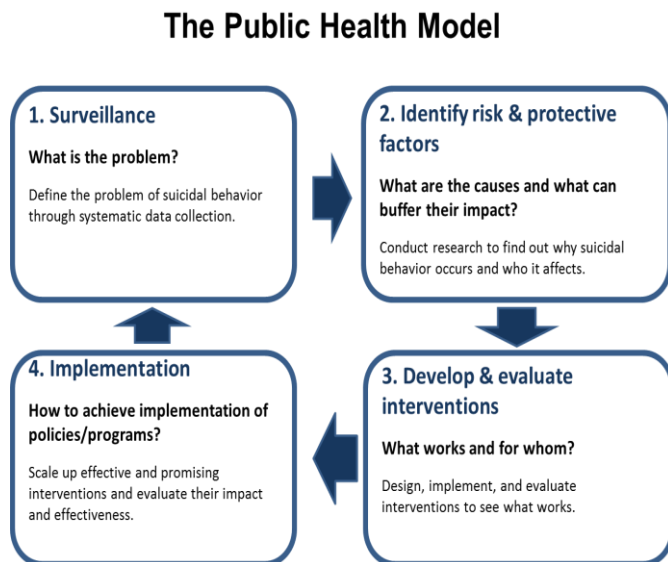 The Public Health Model
1. Surveillance
What is the problem?
Define the problem of suicidal behavior
through systematic data collection.
2. Identify risk & protective
factors
What are the causes and what can
buffer their impact?
Conduct research to find out why suicidal
behavior occurs and who it affects.
3. Develop & evaluate
interventions
What works and for whom?
Design, implement, and evaluate
interventions to see what works.
4. Implementation
How to achieve implementation of
policies/programs?
Scale up effective and promising
interventions and evaluate their impact
and effectiveness.